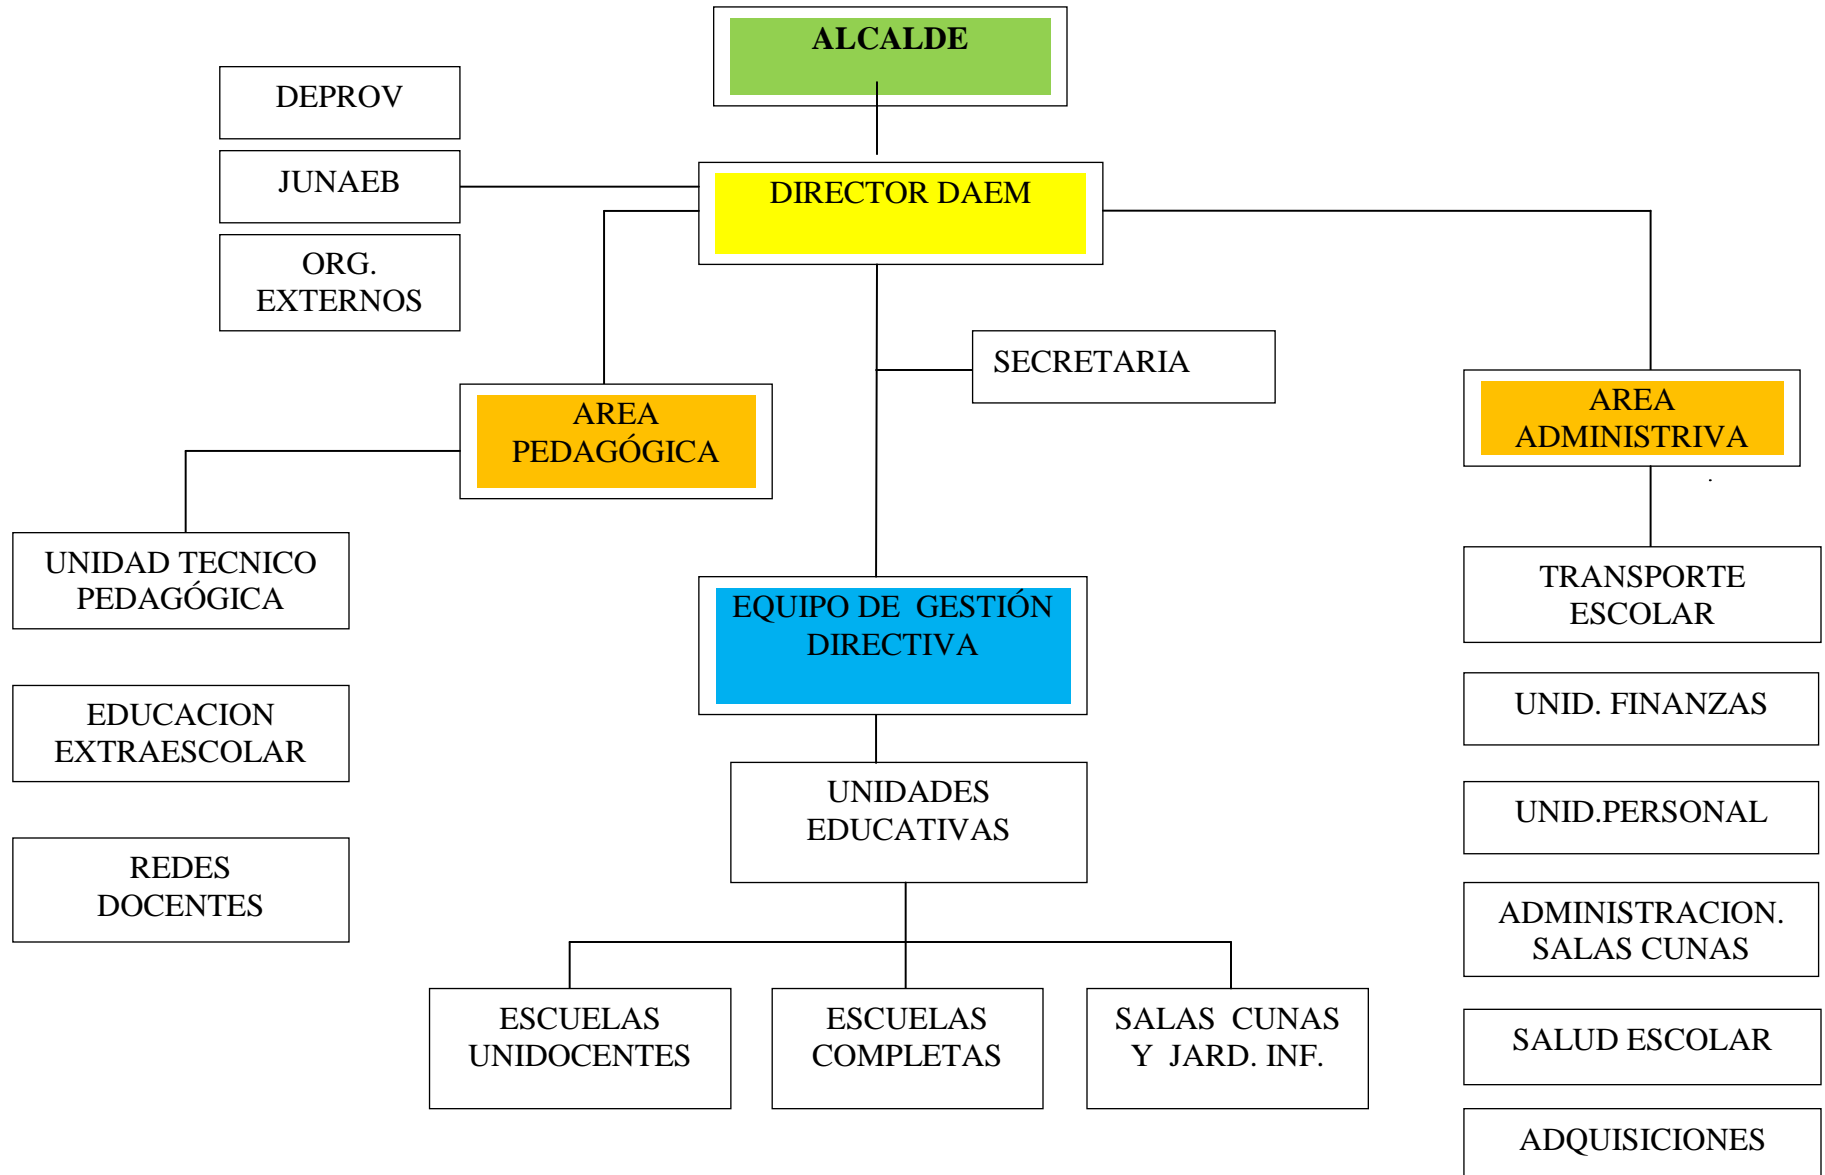 ALCALDE
DEPROV
JUNAEB
DIRECTOR DAEM
ORG.
EXTERNOS
SECRETARIA
AREA
PEDAGÓGICA
AREA
ADMINISTRIVA
.
UNIDAD TECNICO
PEDAGÓGICA
EDUCACION
EXTRAESCOLAR
REDES
DOCENTES
EQUIPO DE GESTIÓN
DIRECTIVA
UNIDADES
EDUCATIVAS
ESCUELAS
UNIDOCENTES
ESCUELAS
COMPLETAS
SALAS CUNAS
Y JARD. INF.
TRANSPORTE
ESCOLAR
UNID. FINANZAS
UNID.PERSONAL
ADMINISTRACION.
SALAS CUNAS
SALUD ESCOLAR
ADQUISICIONES